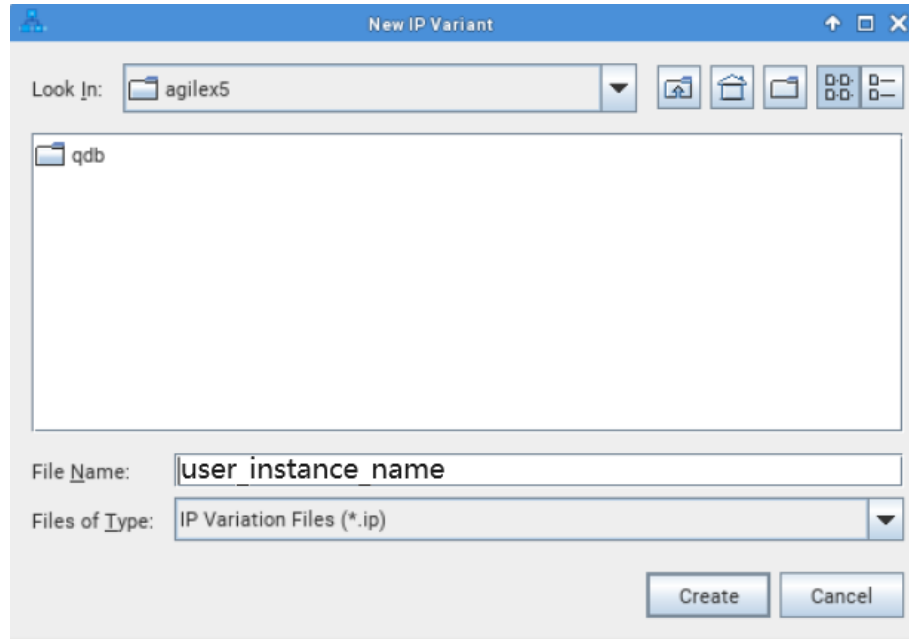 New IP Variant
Look In: agilex5
qdb
File Name: user_instance_name
Files of Type: IP Variation Files (*.ip)
Create Cancel